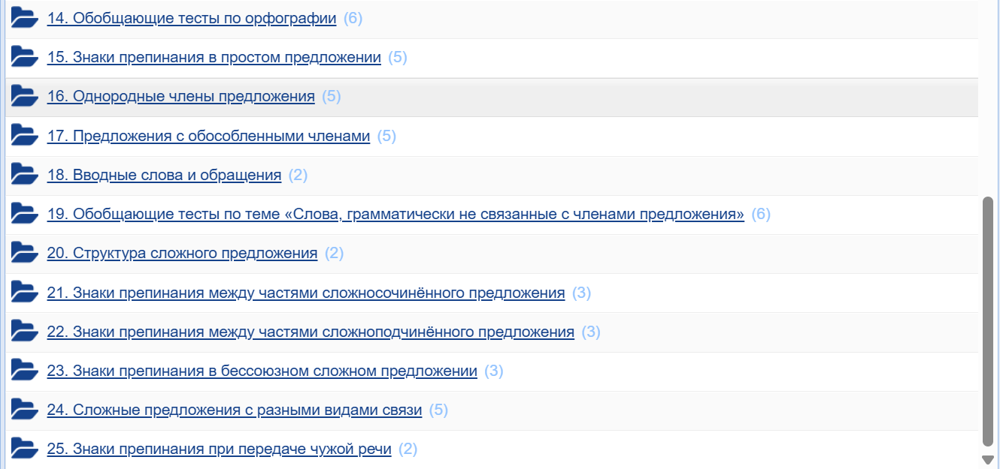 14. Обобщающие тесты по орфографии (6)
15. Знаки препинания в простом предложении (5)
16. Однородные члены предложения (5)
17. Предложения с обособленными членами (5)
18. Вводные слова и обращения (2)
19. Обобщающие тесты по теме «Слова, грамматически не связанные с членами предложения» (6)
20. Структура сложного предложения (2)
21. Знаки препинания между частями сложносочинённого предложения (3)
22. Знаки препинания между частями сложноподчинённого предложения (3)
23. Знаки препинания в бессоюзном сложном предложении (3)
24. Сложные предложения с разными видами связи (5)
25. Знаки препинания при передаче чужой речи (2)